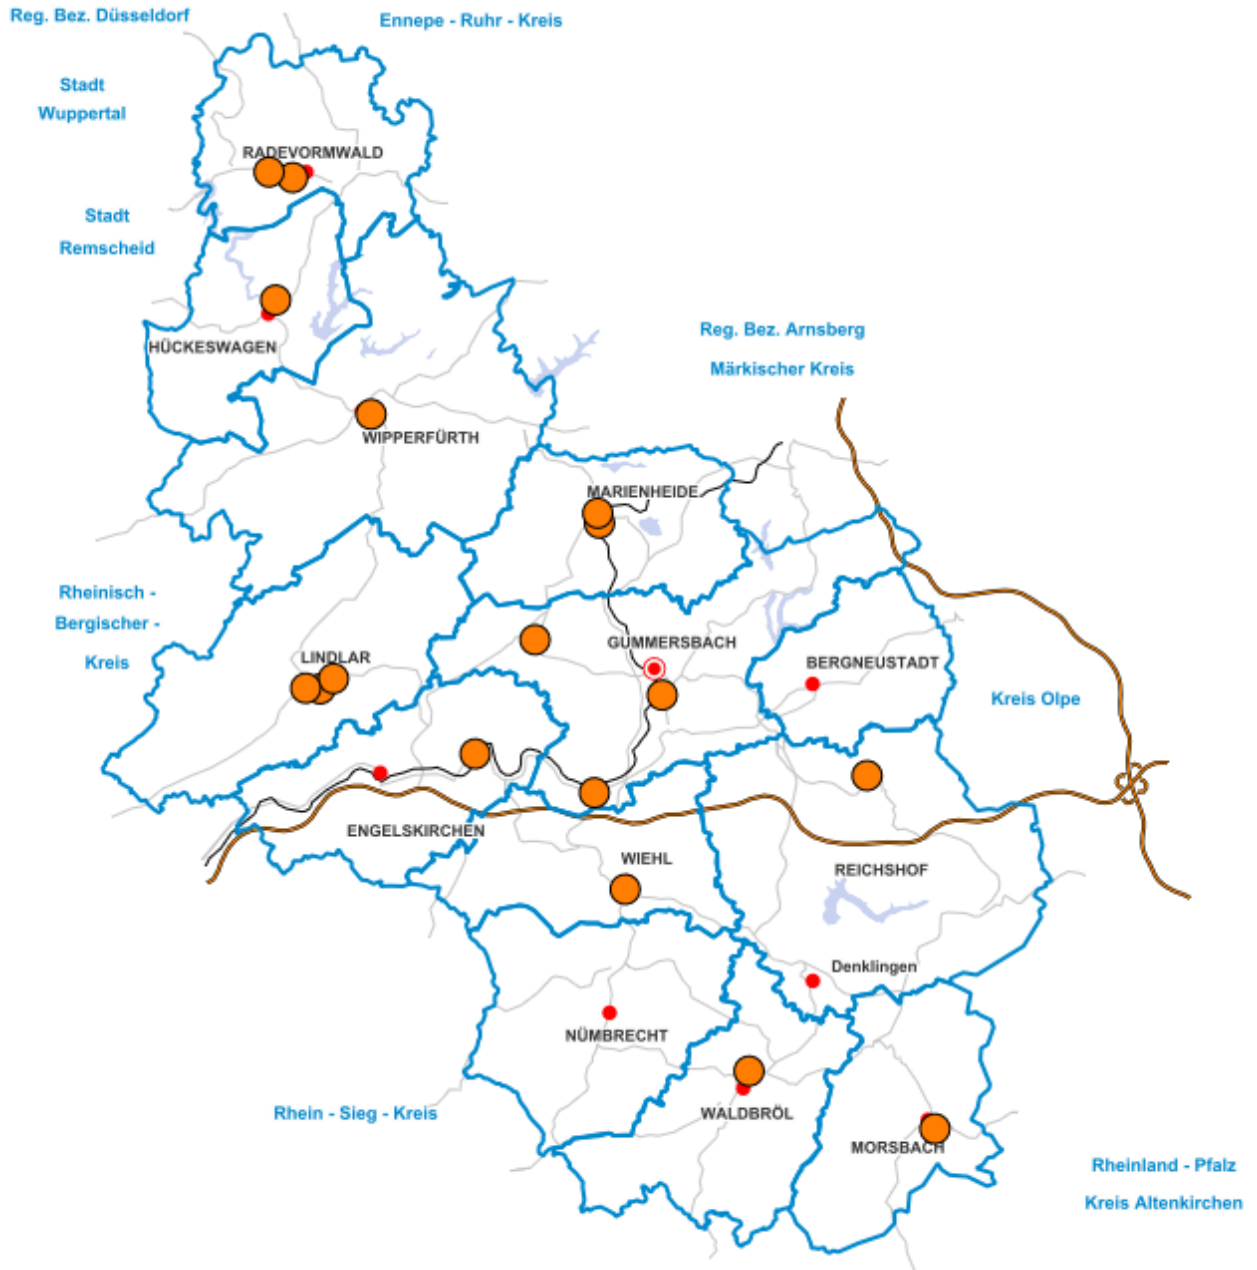 Reg. Bez. Düsseldorf
Ennepe - Ruhr - Kreis
Stadt
Wuppertal
RADEVORMWALD
Stadt
Remscheid
HÜCKESWAGEN
Reg. Bez. Arnsberg
Märkischer Kreis
WIPPERFÜRTH
MARIENHEIDE
Rheinisch -
Bergischer -
Kreis
LINDLAR
GUMMERSBACH
BERGNEUSTADT
Kreis Olpe
ENGELSKIRCHEN
WIEHL
REICHSHOF
Denklingen
NÜMBRECHT
Rhein - Sieg - Kreis
WALDBRÖL
MORSBACH
Rheinland - Pfalz
Kreis Altenkirchen